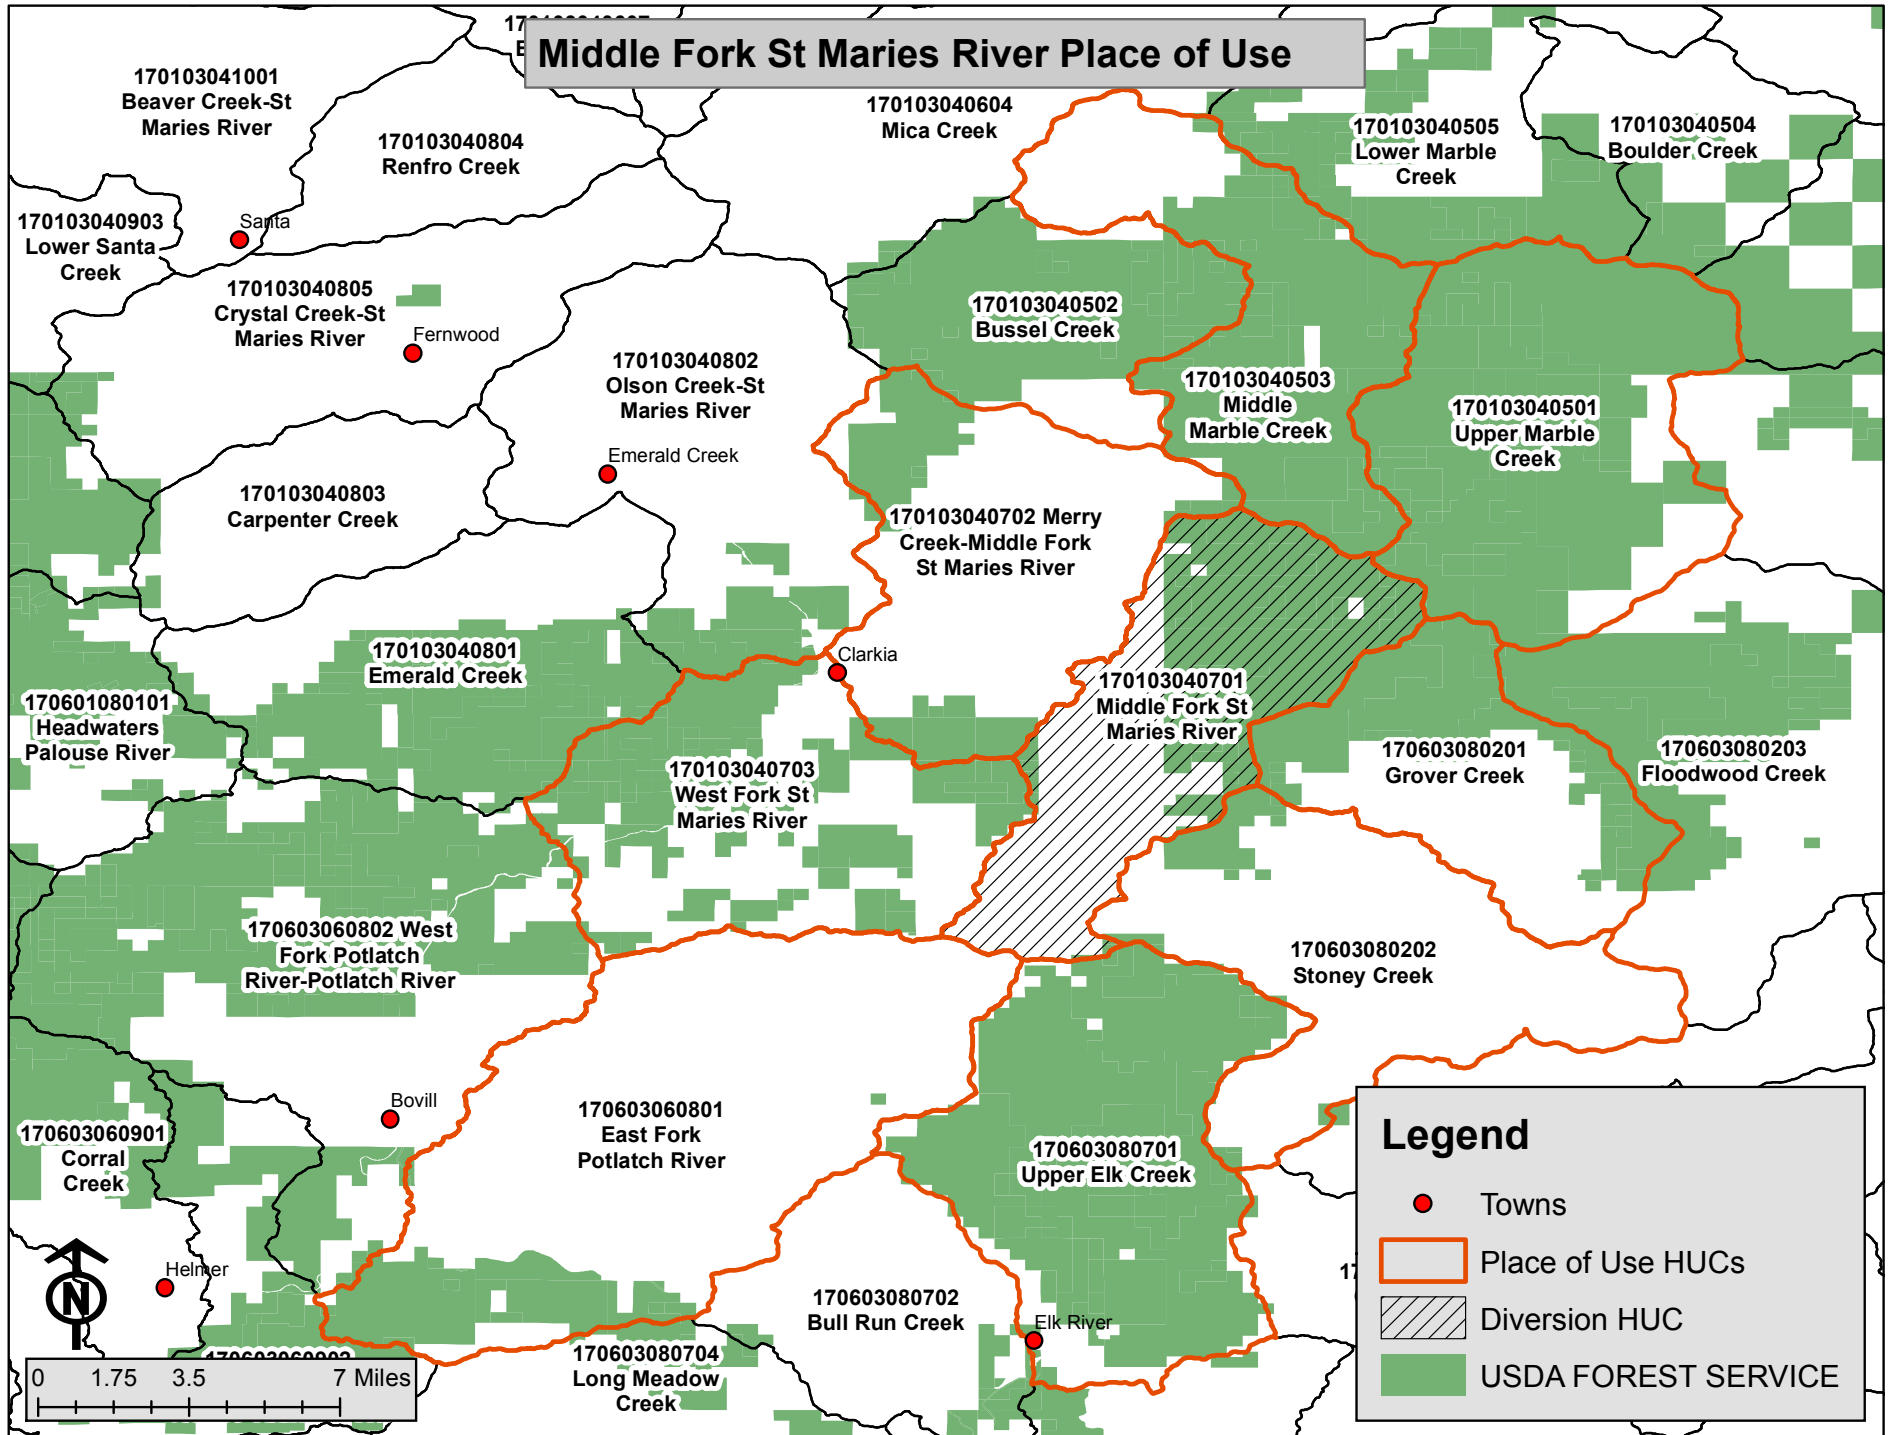 Middle Fork St Maries River Place of Use
170103041001
Beaver Creek-St
Maries River
170103040804
Renfro Creek
170103040604
Mica Creek
170103040505
Lower Marble
Creek
170103040504
Boulder Creek
170103040903
Lower Santa
Creek
Santa
170103040805
Crystal Creek-St
Maries River
Fernwood
170103040502
Bussel Creek
170103040802
Olson Creek-St
Maries River
170103040503
Middle
Marble Creek
170103040501
Upper Marble
Creek
Emerald Creek
170103040803
Carpenter Creek
170103040702 Merry
Creek-Middle Fork
St Maries River
170103040801
Emerald Creek
Clarkia
170103040701
Middle Fork St
Maries River
170601080101
Headwaters
Palouse River
170103040703
West Fork St
Maries River
170603080201
Grover Creek
170603080203
Floodwood Creek
170603060802 West
Fork Potlatch
River-Potlatch River
170603080202
Stoney Creek
Bovill
170603060801
East Fork
Potlatch River
170603060901
Corral
Creek
170603080701
Upper Elk Creek
Helmer
170603080702
Bull Run Creek
Elk River
170603080704
Long Meadow
Creek
N
0 1.75 3.5 7 Miles
Legend
Towns
Place of Use HUCs
Diversion HUC
USDA FOREST SERVICE